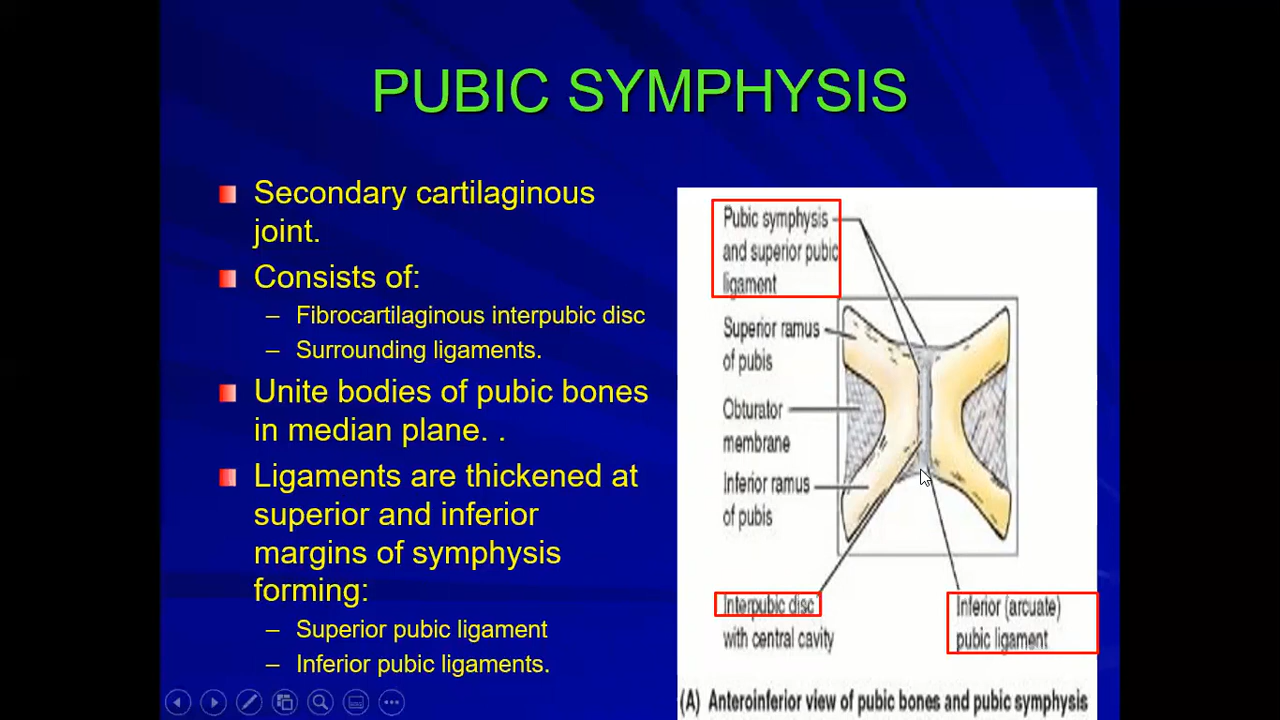 PUBIC SYMPHYSIS
Secondary cartilaginous
joint.
Consists of:
– Fibrocartilaginous interpubic disc
– Surrounding ligaments.
Unite bodies of pubic bones
in median plane. .
Ligaments are thickened at
superior and inferior
margins of symphysis
forming:
– Superior pubic ligament
– Inferior pubic ligaments.
Pubic symphysis
and superior pubic
ligament
Superior ramus
of pubis
Obturator
membrane
Inferior ramus
of pubis
Interpubic disc
with central cavity
Inferior (arcuate)
pubic ligament
(A) Anteroinferior view of pubic bones and pubic symphysis